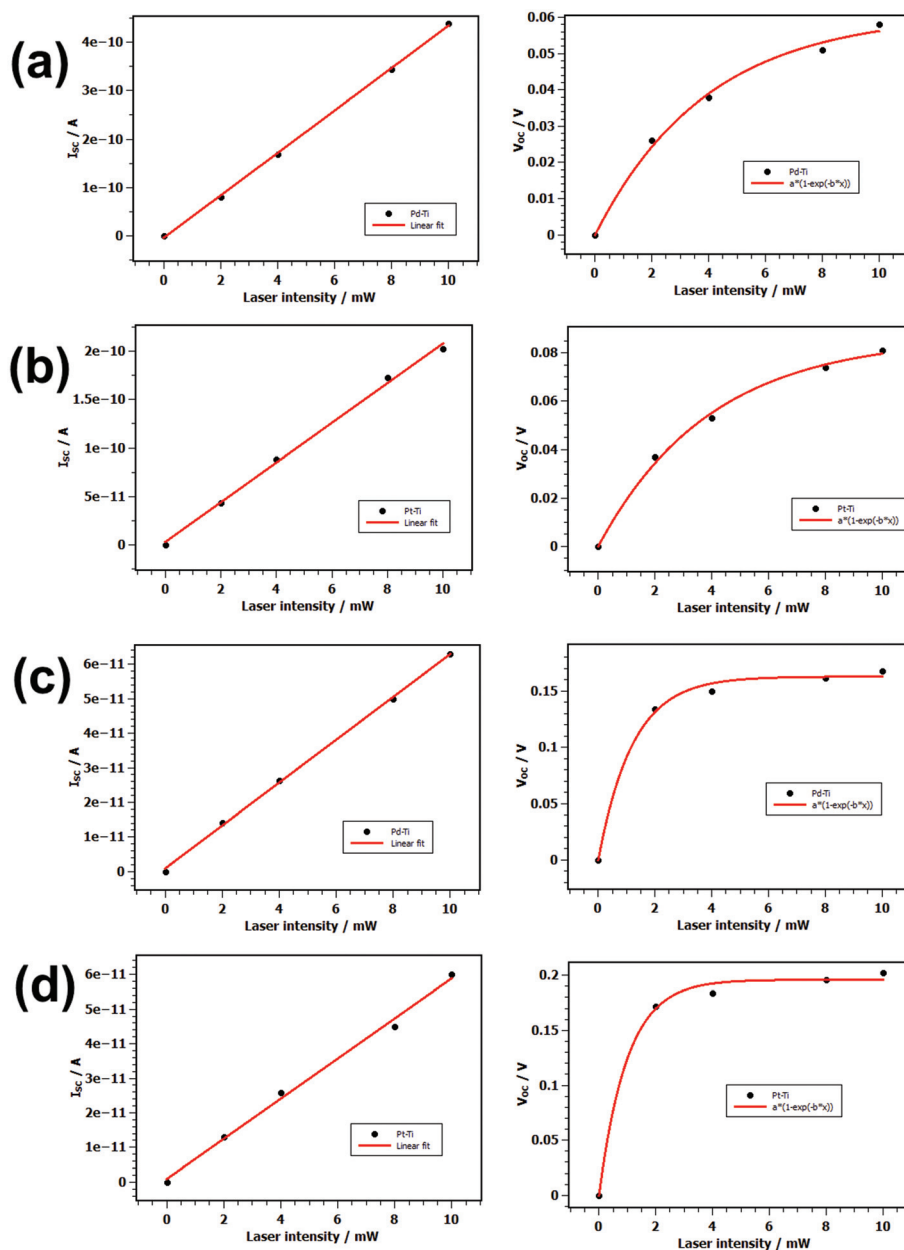 (a)
I_SC / A
4e−10
3e−10
2e−10
1e−10
0
Pd-Ti
Linear fit
0 2 4 6 8 10
Laser intensity / mW
V_OC / V
0.06
0.05
0.04
0.03
0.02
0.01
0
Pd-Ti
a*(1-exp(-b*x))
0 2 4 6 8 10
Laser intensity / mW
(b)
I_SC / A
2e−10
1.5e−10
1e−10
5e−11
0
Pt-Ti
Linear fit
0 2 4 6 8 10
Laser intensity / mW
V_OC / V
0.08
0.06
0.04
0.02
0
Pt-Ti
a*(1-exp(-b*x))
0 2 4 6 8 10
Laser intensity / mW
(c)
I_SC / A
6e−11
5e−11
4e−11
3e−11
2e−11
1e−11
0
Pd-Ti
Linear fit
0 2 4 6 8 10
Laser intensity / mW
V_OC / V
0.15
0.1
0.05
0
Pd-Ti
a*(1-exp(-b*x))
0 2 4 6 8 10
Laser intensity / mW
(d)
I_SC / A
6e−11
5e−11
4e−11
3e−11
2e−11
1e−11
0
Pt-Ti
Linear fit
0 2 4 6 8 10
Laser intensity / mW
V_OC / V
0.2
0.15
0.1
0.05
0
Pt-Ti
a*(1-exp(-b*x))
0 2 4 6 8 10
Laser intensity / mW